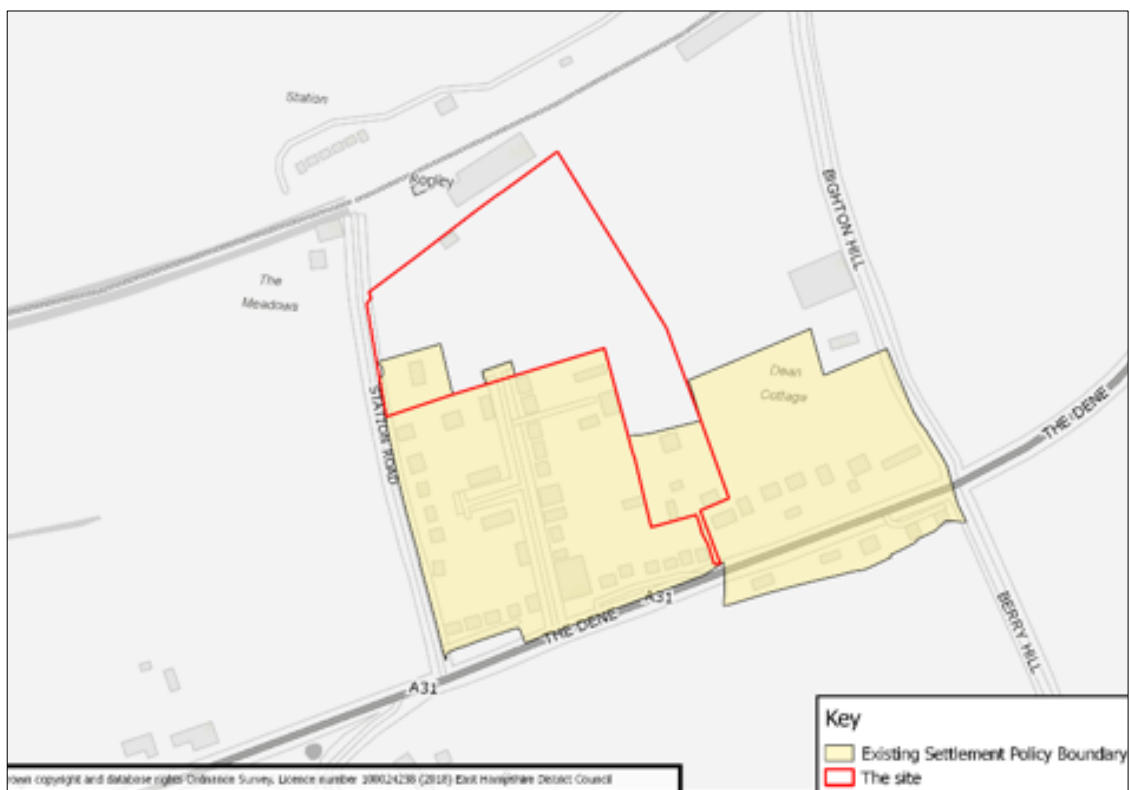 Station
Ropley
BIGHTON HILL
The
Meadows
STATION ROAD
Dean
Cottage
THE DENE
A31
THE DENE
A31
BERRY HILL
Key
Existing Settlement Policy Boundary
The site
rown copyright and database rights Ordnance Survey. Licence number 100024238 (2018) East Hampshire District Council